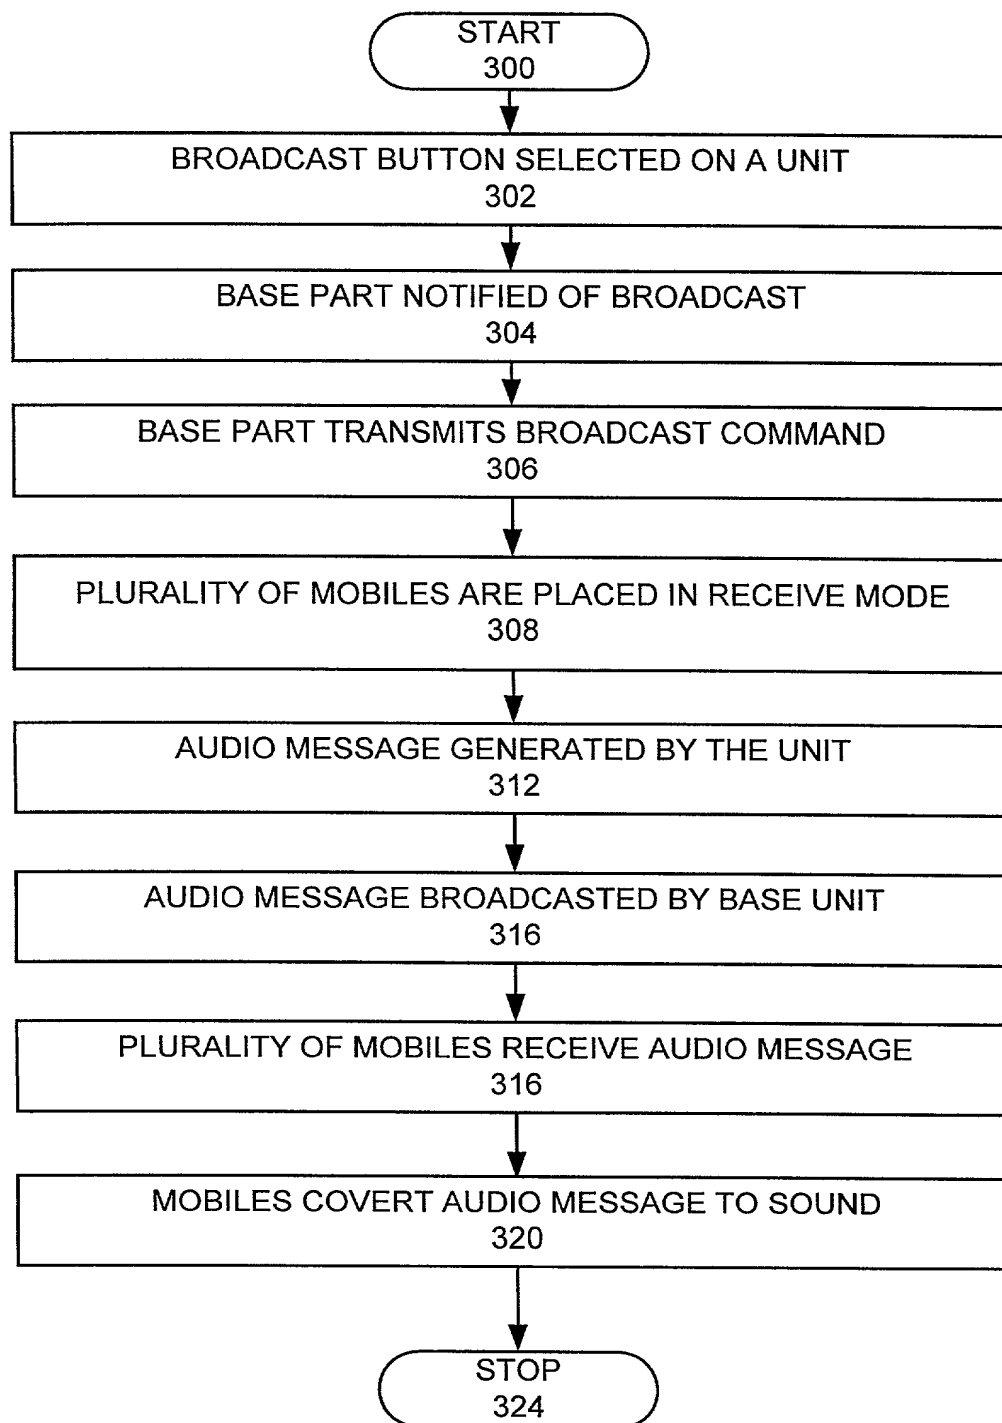 START
300
BROADCAST BUTTON SELECTED ON A UNIT
302
BASE PART NOTIFIED OF BROADCAST
304
BASE PART TRANSMITS BROADCAST COMMAND
306
PLURALITY OF MOBILES ARE PLACED IN RECEIVE MODE
308
AUDIO MESSAGE GENERATED BY THE UNIT
312
AUDIO MESSAGE BROADCASTED BY BASE UNIT
316
PLURALITY OF MOBILES RECEIVE AUDIO MESSAGE
316
MOBILES COVERT AUDIO MESSAGE TO SOUND
320
STOP
324